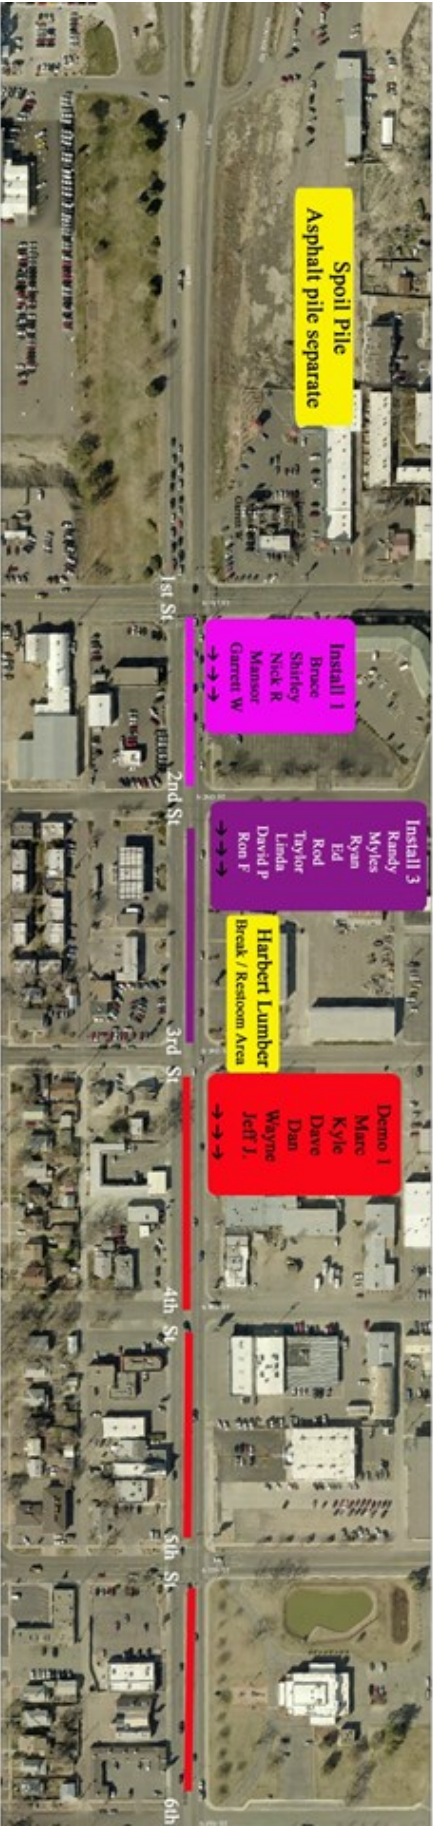 Spoil Pile
Asphalt pile separate
1st St
Install 1
Bruce
Shirley
Nick R
Mansor
Garrett W
→ → →
2nd St
Install 3
Randy
Myles
Ryan
Ed
Rod
Taylor
Linda
David P
Ron F
→ → →
Harbert Lumber
Break / Restoom Area
3rd St
Demo 1
Marc
Kyle
Dave
Dan
Wayne
Jeff J.
→ → →
4th St
5th St
6th